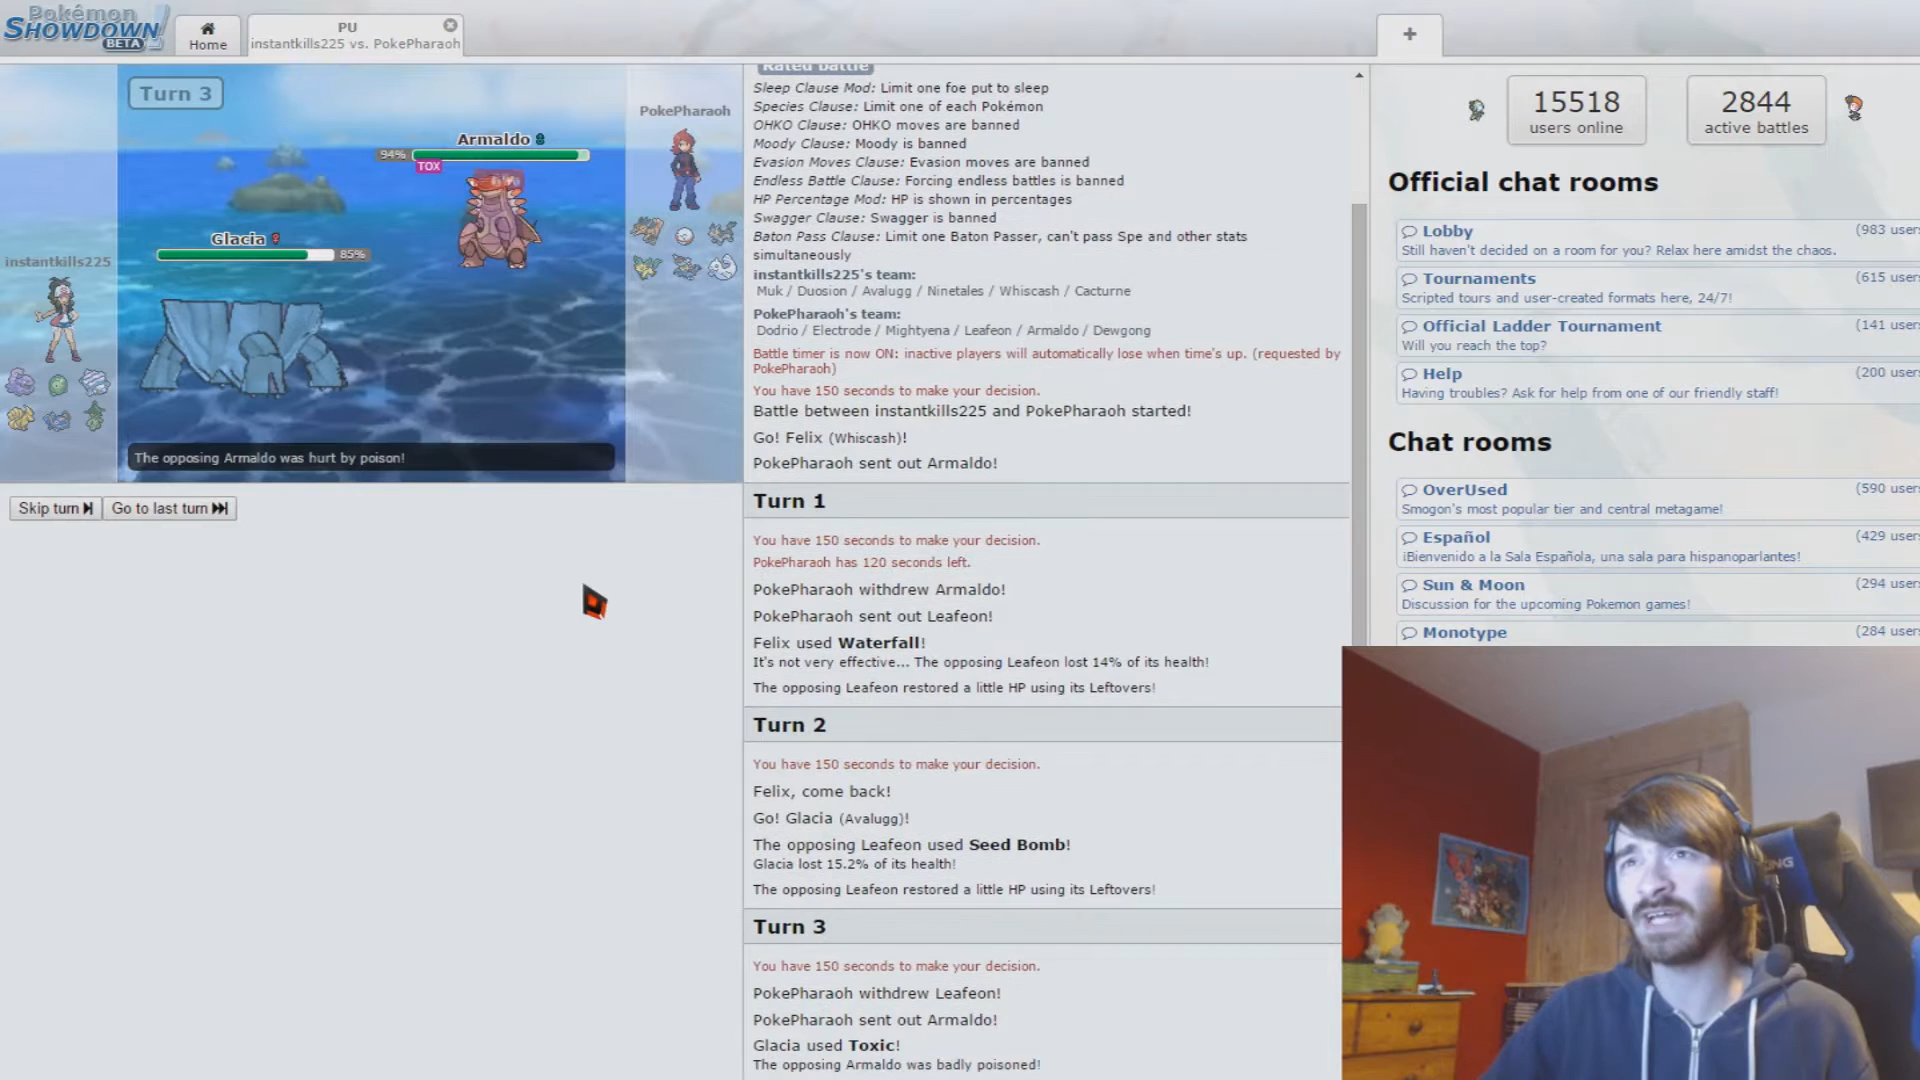 Pokémon
SHOWDOWN!
BETA
Home
PU
instantkills225 vs. PokePharaoh
+
Turn 3
PokePharaoh
Armaldo
94%
TOX
Glacia
85%
instantkills225
The opposing Armaldo was hurt by poison!
Skip turn
Go to last turn
Rated battle
Sleep Clause Mod: Limit one foe put to sleep
Species Clause: Limit one of each Pokémon
OHKO Clause: OHKO moves are banned
Moody Clause: Moody is banned
Evasion Moves Clause: Evasion moves are banned
Endless Battle Clause: Forcing endless battles is banned
HP Percentage Mod: HP is shown in percentages
Swagger Clause: Swagger is banned
Baton Pass Clause: Limit one Baton Passer, can't pass Spe and other stats
simultaneously
instantkills225's team:
Muk / Duosion / Avalugg / Ninetales / Whiscash / Cacturne
PokePharaoh's team:
Dodrio / Electrode / Mightyena / Leafeon / Armaldo / Dewgong
Battle timer is now ON: inactive players will automatically lose when time's up. (requested by
PokePharaoh)
You have 150 seconds to make your decision.
Battle between instantkills225 and PokePharaoh started!
Go! Felix (Whiscash)!
PokePharaoh sent out Armaldo!
Turn 1
You have 150 seconds to make your decision.
PokePharaoh has 120 seconds left.
PokePharaoh withdrew Armaldo!
PokePharaoh sent out Leafeon!
Felix used Waterfall!
It's not very effective... The opposing Leafeon lost 14% of its health!
The opposing Leafeon restored a little HP using its Leftovers!
Turn 2
You have 150 seconds to make your decision.
Felix, come back!
Go! Glacia (Avalugg)!
The opposing Leafeon used Seed Bomb!
Glacia lost 15.2% of its health!
The opposing Leafeon restored a little HP using its Leftovers!
Turn 3
You have 150 seconds to make your decision.
PokePharaoh withdrew Leafeon!
PokePharaoh sent out Armaldo!
Glacia used Toxic!
The opposing Armaldo was badly poisoned!
15518
users online
2844
active battles
Official chat rooms
Lobby (983 users
Still haven't decided on a room for you? Relax here amidst the chaos.
Tournaments (615 users
Scripted tours and user-created formats here, 24/7!
Official Ladder Tournament (141 users
Will you reach the top?
Help (200 users
Having troubles? Ask for help from one of our friendly staff!
Chat rooms
OverUsed (590 users
Smogon's most popular tier and central metagame!
Español (429 users
¡Bienvenido a la Sala Española, una sala para hispanoparlantes!
Sun & Moon (294 users
Discussion for the upcoming Pokemon games!
Monotype (284 users